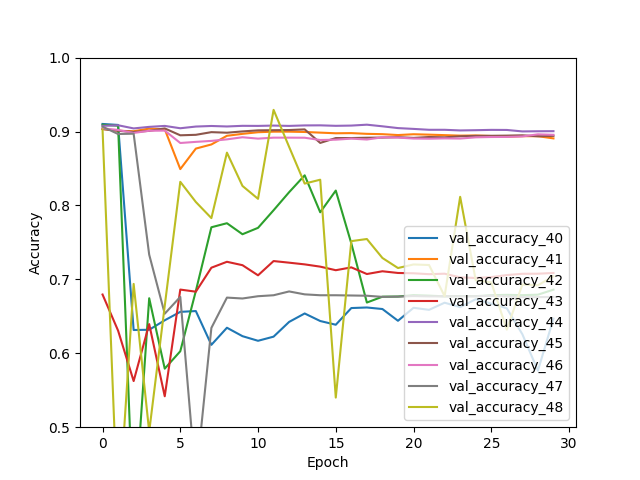 1.0
0.9
0.8
0.7
0.6
0.5
Accuracy
0
5
10
15
20
25
30
Epoch
val_accuracy_40
val_accuracy_41
val_accuracy_42
val_accuracy_43
val_accuracy_44
val_accuracy_45
val_accuracy_46
val_accuracy_47
val_accuracy_48